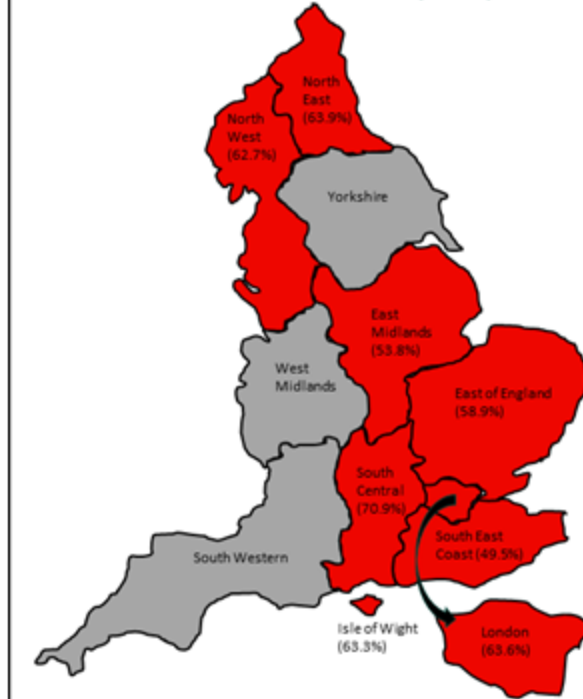 North
East
(63.9%)
North
West
(62.7%)
Yorkshire
East
Midlands
(53.8%)
West
Midlands
East of England
(58.9%)
South
Central
(70.9%)
South East
Coast (49.5%)
South Western
Isle of Wight
(63.3%)
London
(63.6%)